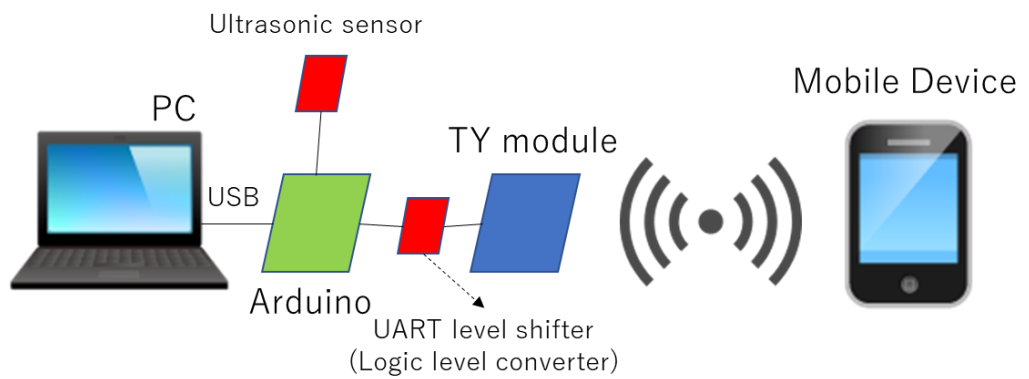 Ultrasonic sensor
PC
Mobile Device
TY module
USB
Arduino
UART level shifter
(Logic level converter)